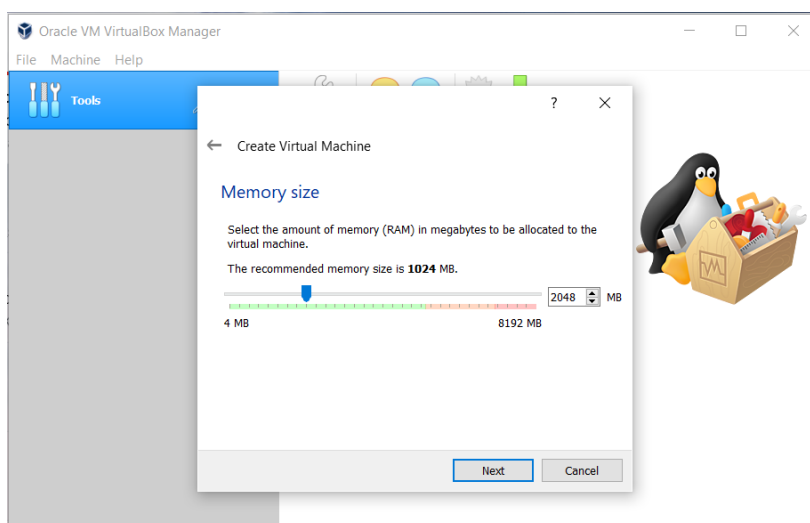 Oracle VM VirtualBox Manager
File Machine Help
Tools
?
Create Virtual Machine
Memory size
Select the amount of memory (RAM) in megabytes to be allocated to the
virtual machine.
The recommended memory size is 1024 MB.
2048 MB
4 MB 8192 MB
Next Cancel